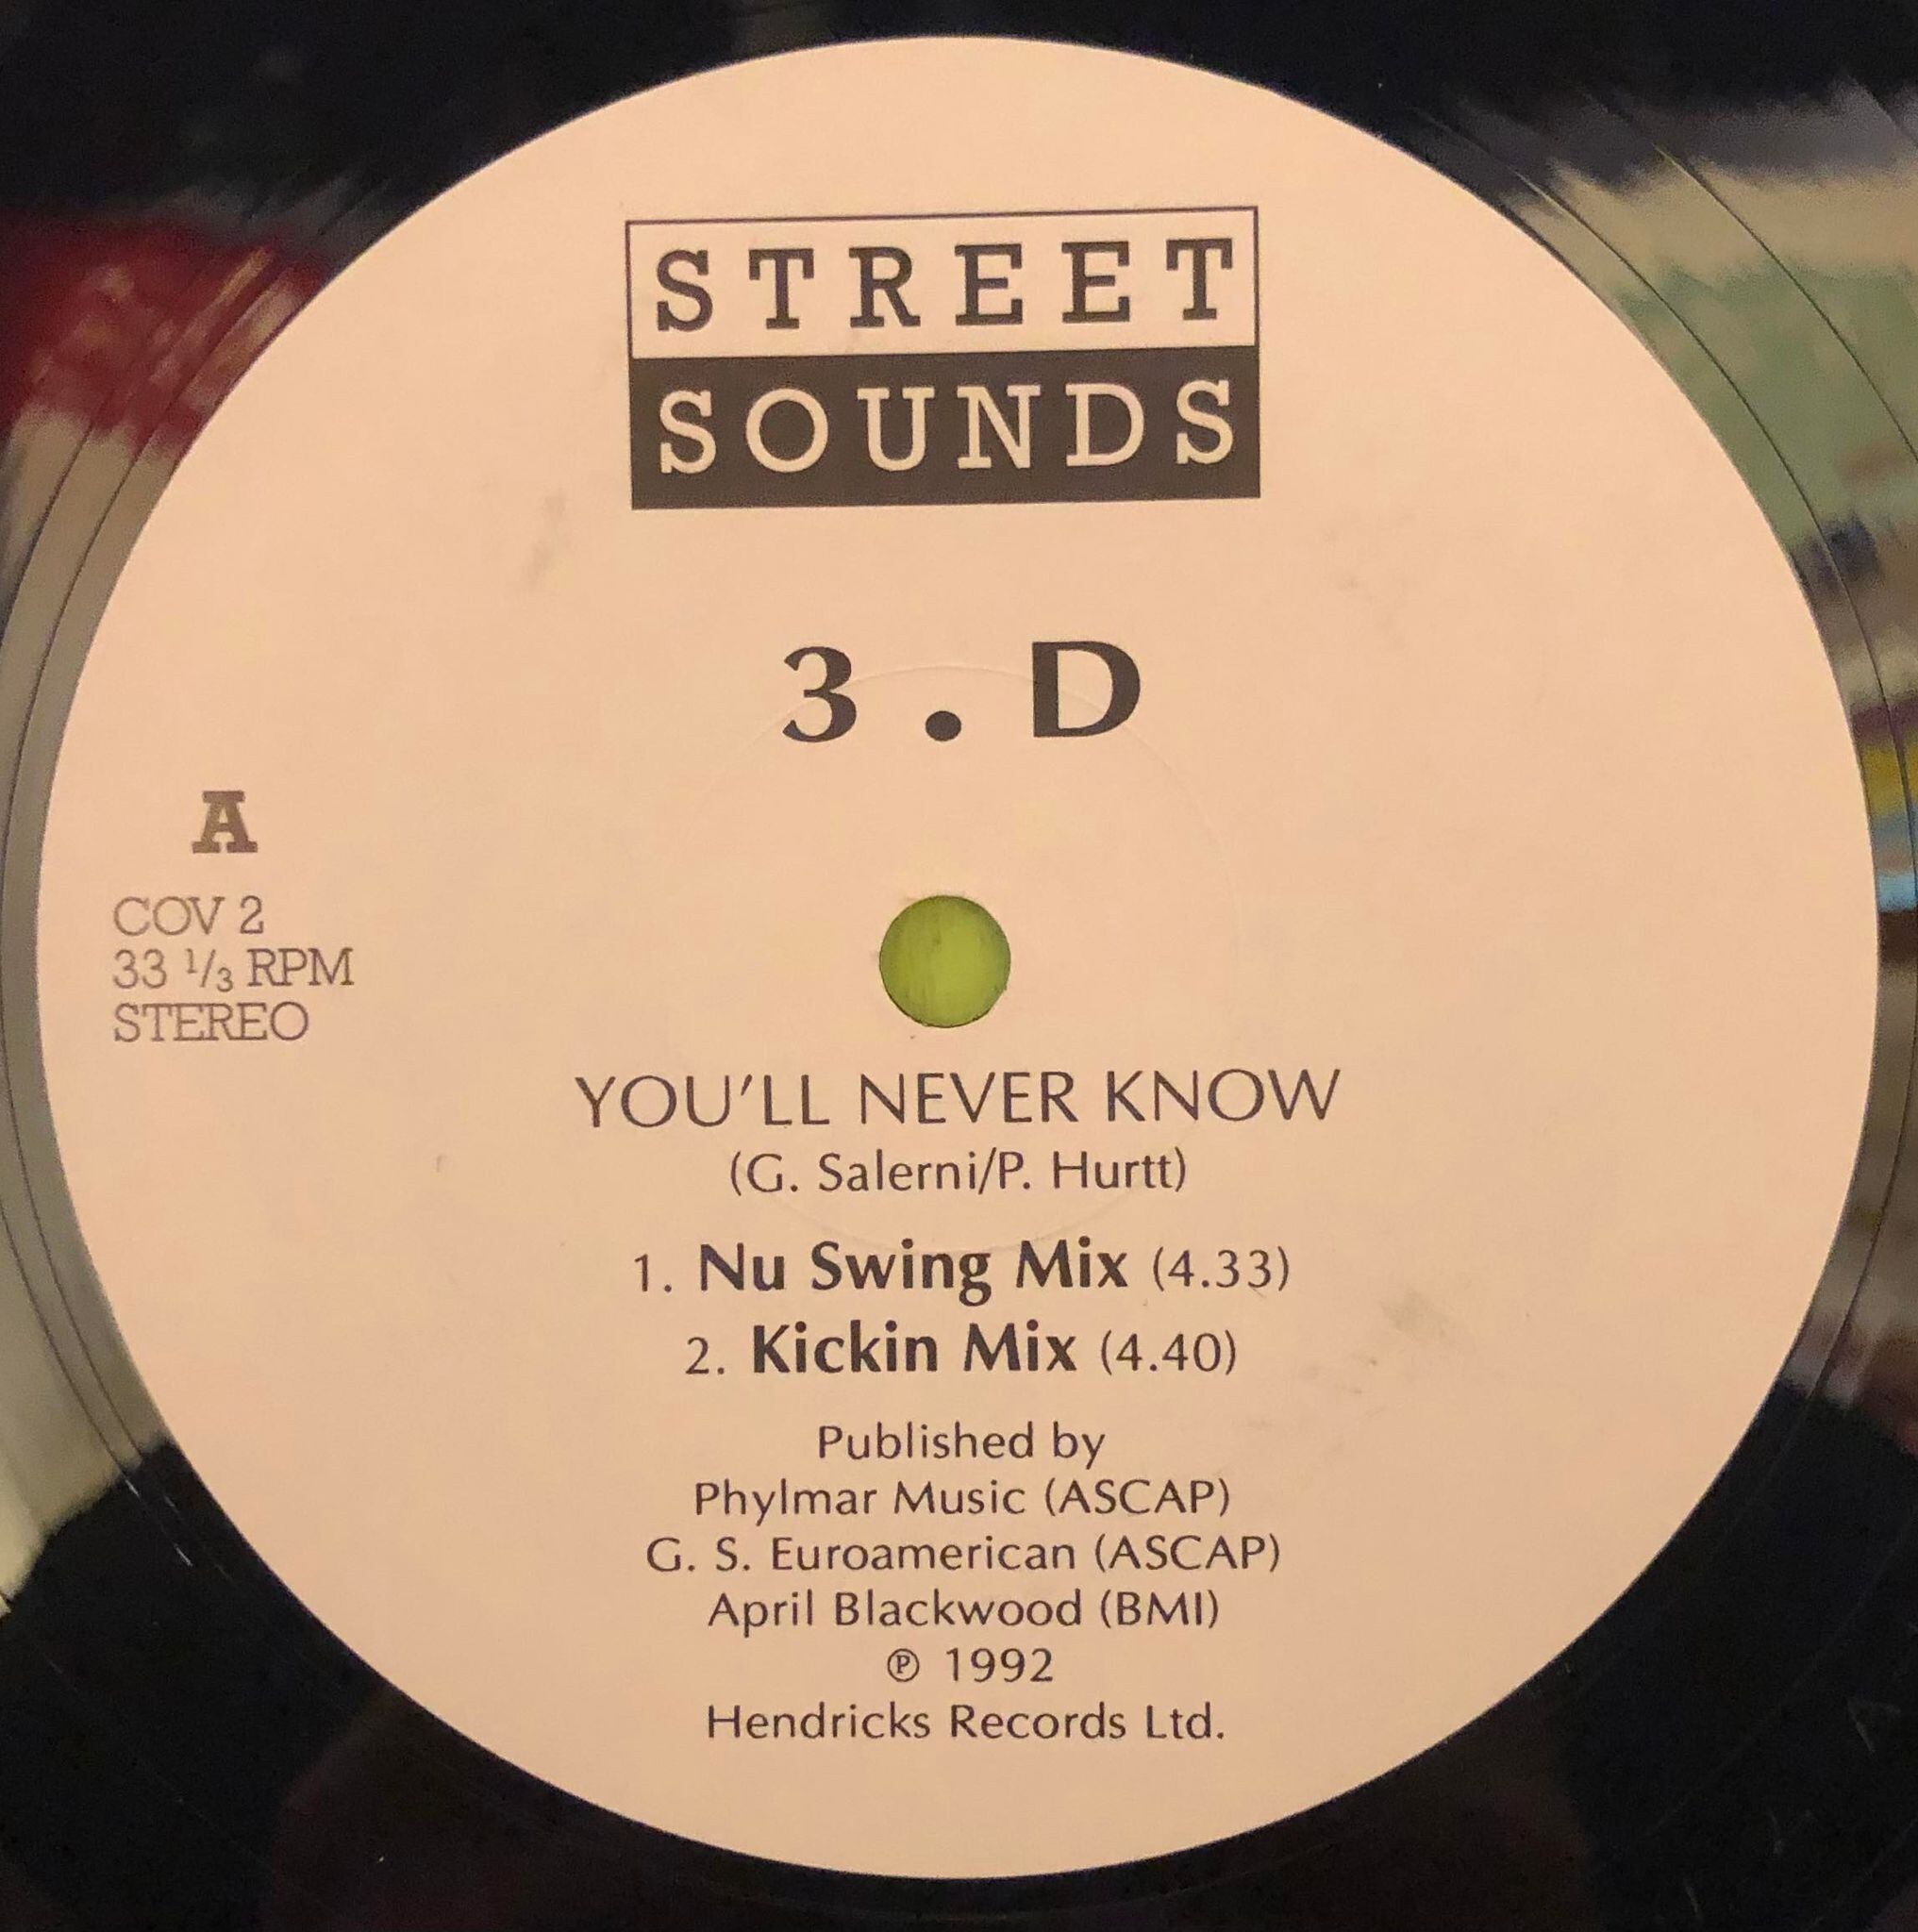 STREET
SOUNDS
3 . D
A
COV 2
33 1/3 RPM
STEREO
YOU'LL NEVER KNOW
(G. Salerni/P. Hurtt)
1. Nu Swing Mix (4.33)
2. Kickin Mix (4.40)
Published by
Phylmar Music (ASCAP)
G. S. Euroamerican (ASCAP)
April Blackwood (BMI)
℗ 1992
Hendricks Records Ltd.